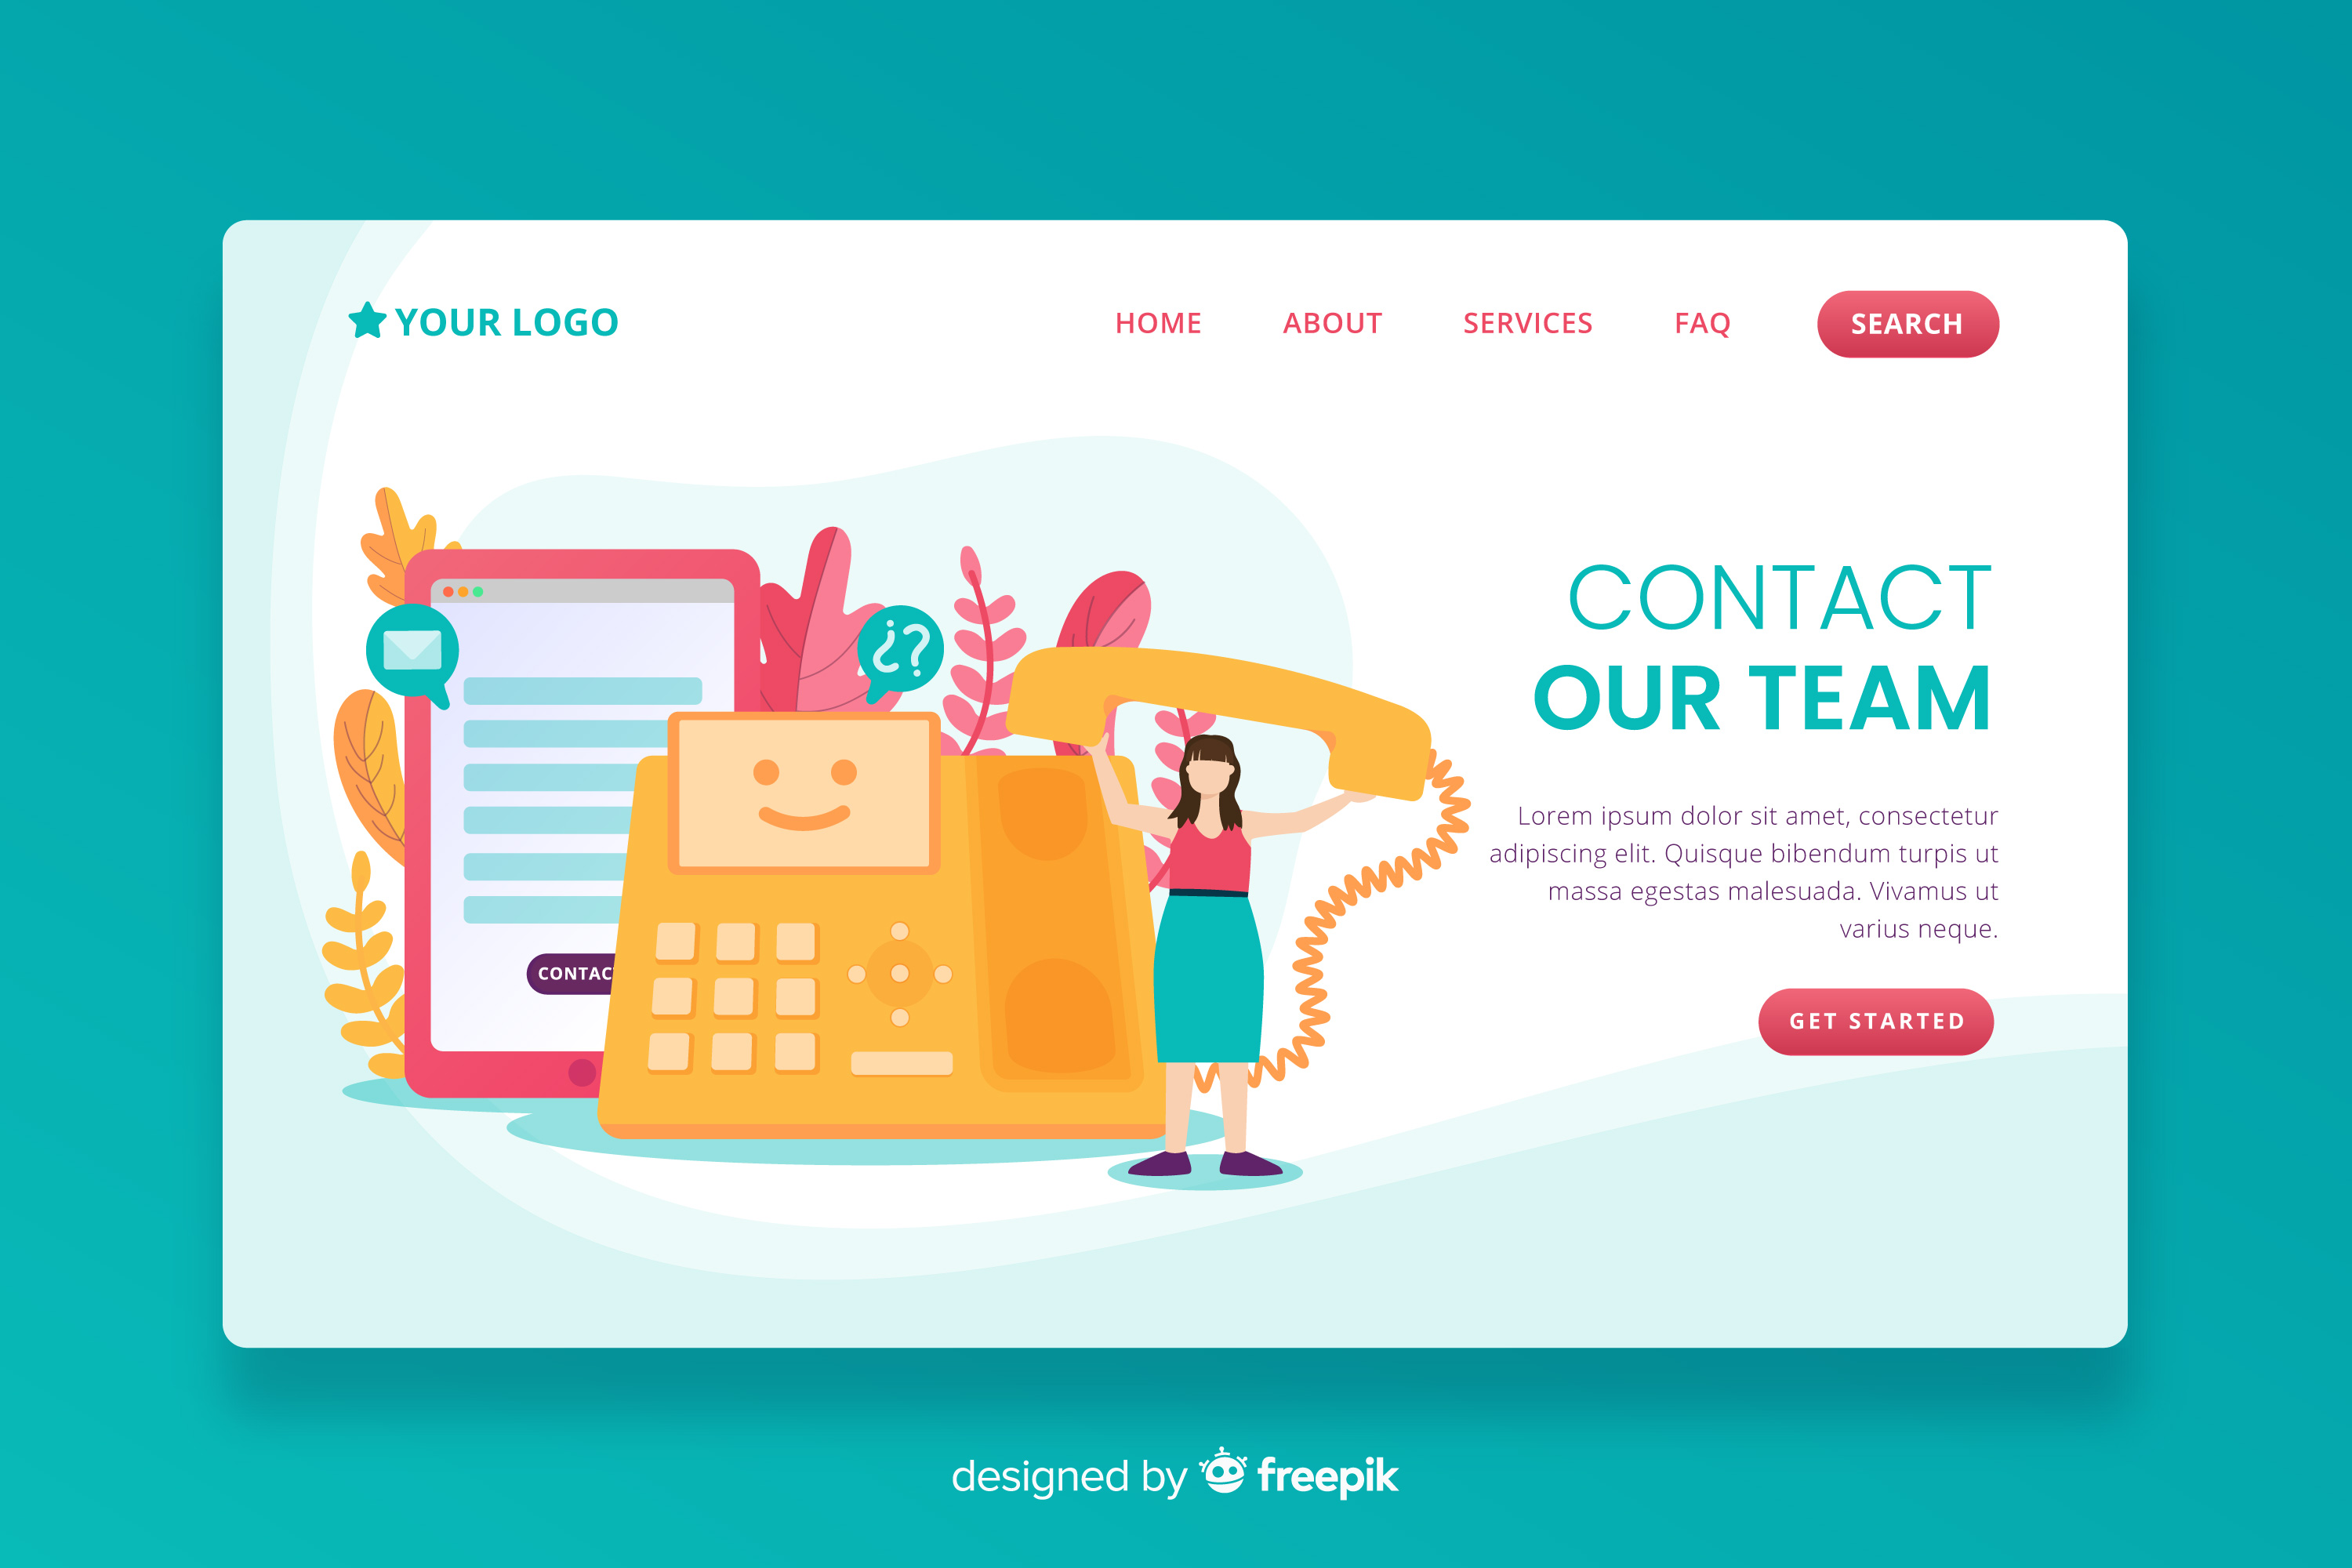 YOUR LOGO
HOME ABOUT SERVICES FAQ SEARCH
¿?
CONTACT
OUR TEAM
Lorem ipsum dolor sit amet, consectetur
adipiscing elit. Quisque bibendum turpis ut
massa egestas malesuada. Vivamus ut
varius neque.
CONTAC
GET STARTED
designed by freepik